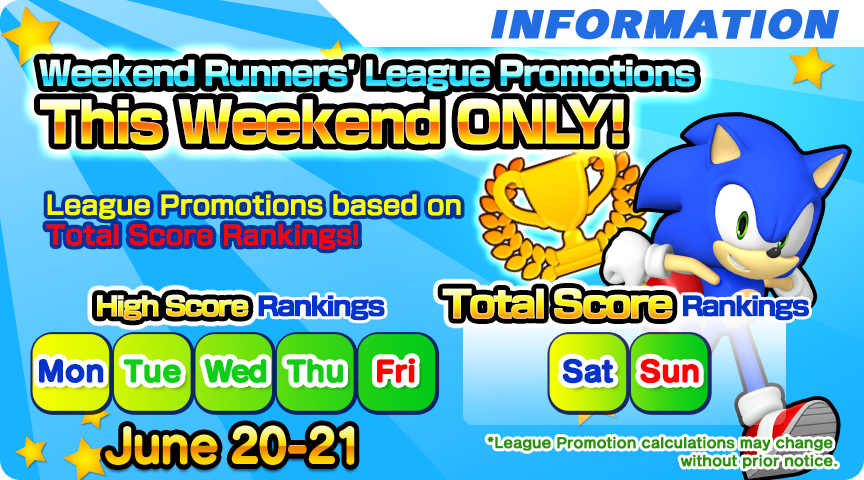 INFORMATION
Weekend Runners' League Promotions
This Weekend ONLY!
League Promotions based on
Total Score Rankings!
High Score Rankings
Total Score Rankings
Mon Tue Wed Thu Fri
Sat Sun
June 20-21
*League Promotion calculations may change
without prior notice.